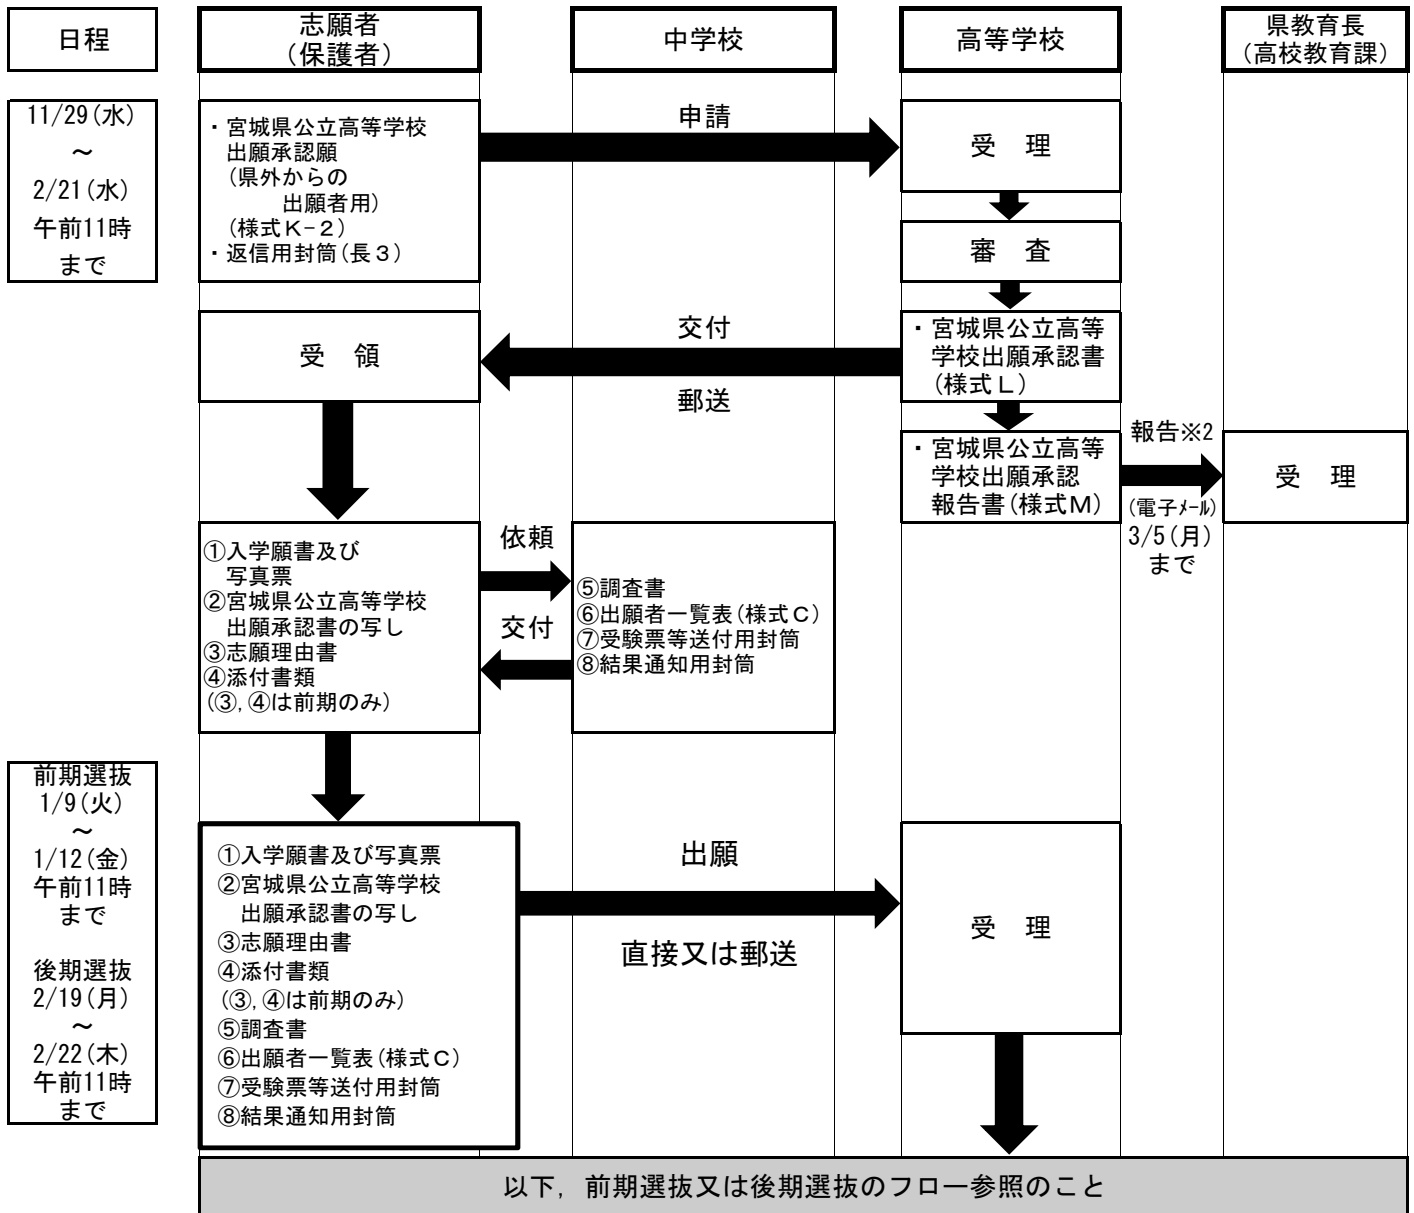 日程
志願者
（保護者）
中学校
高等学校
県教育長
（高校教育課）
11/29(水)
～
2/21(水)
午前11時
まで
・宮城県公立高等学校
出願承認願
(県外からの
出願者用)
(様式Ｋ-２)
・返信用封筒(長３)
申請
受　理
審　査
・宮城県公立高等
学校出願承認書
(様式Ｌ)
交付
郵送
受　領
・宮城県公立高等
学校出願承認
報告書(様式Ｍ)
報告※2
(電子ﾒｰﾙ)
3/5(月)
まで
受　理
①入学願書及び
写真票
②宮城県公立高等学校
出願承認書の写し
③志願理由書
④添付書類
(③,④は前期のみ)
依頼
交付
⑤調査書
⑥出願者一覧表(様式Ｃ)
⑦受験票等送付用封筒
⑧結果通知用封筒
前期選抜
1/9(火)
～
1/12(金)
午前11時
まで
後期選抜
2/19(月)
～
2/22(木)
午前11時
まで
①入学願書及び写真票
②宮城県公立高等学校
出願承認書の写し
③志願理由書
④添付書類
(③,④は前期のみ)
⑤調査書
⑥出願者一覧表(様式Ｃ)
⑦受験票等送付用封筒
⑧結果通知用封筒
出願
直接又は郵送
受　理
以下，前期選抜又は後期選抜のフロー参照のこと